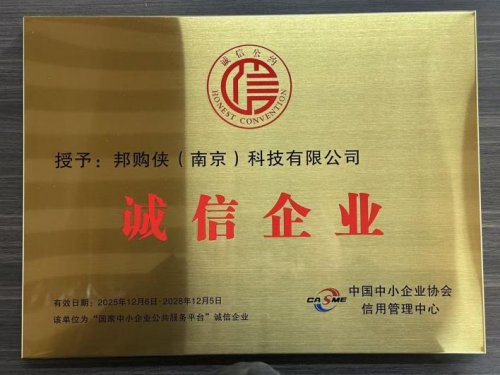 诚信公约
信
HONEST CONVENTION
授予：邦购侠（南京）科技有限公司
诚信企业
有效日期：2025年12月6日-2028年12月5日
该单位为“国家中小企业公共服务平台”诚信企业
CASME
中国中小企业协会
信用管理中心